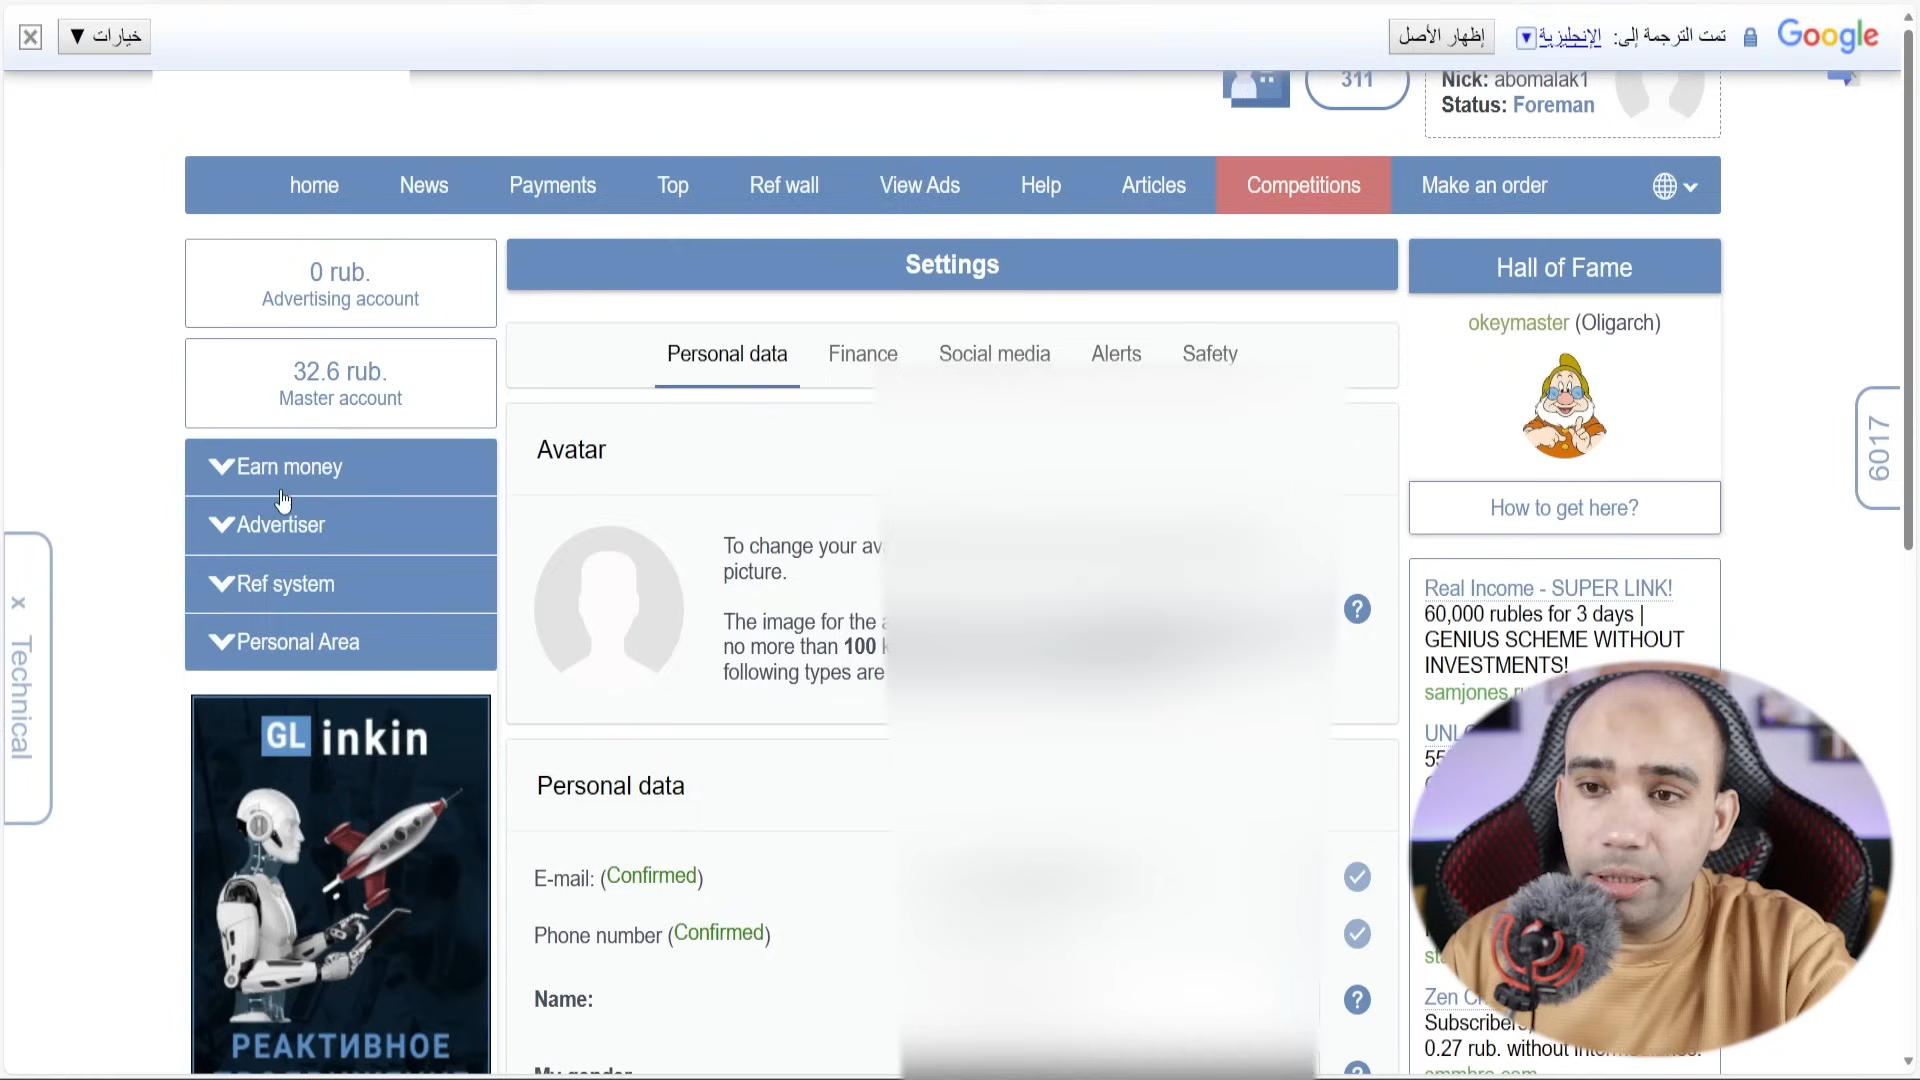 خيارات ▼
إظهار الأصل
تمت الترجمة إلى: الإنجليزية
Google
311
Nick: abomalak1
Status: Foreman
home
News
Payments
Top
Ref wall
View Ads
Help
Articles
Competitions
Make an order
0 rub.
Advertising account
32.6 rub.
Master account
Earn money
Advertiser
Ref system
Personal Area
GL inkin
РЕАКТИВНОЕ
x Technical
Settings
Personal data
Finance
Social media
Alerts
Safety
Avatar
To change your
picture.
The image for the
no more than 100
following types are
Personal data
E-mail: (Confirmed)
Phone number (Confirmed)
Name:
My gender
Hall of Fame
okeymaster (Oligarch)
How to get here?
6017
Real Income - SUPER LINK!
60,000 rubles for 3 days |
GENIUS SCHEME WITHOUT
INVESTMENTS!
samjones.
Zen
0.27 rub. without